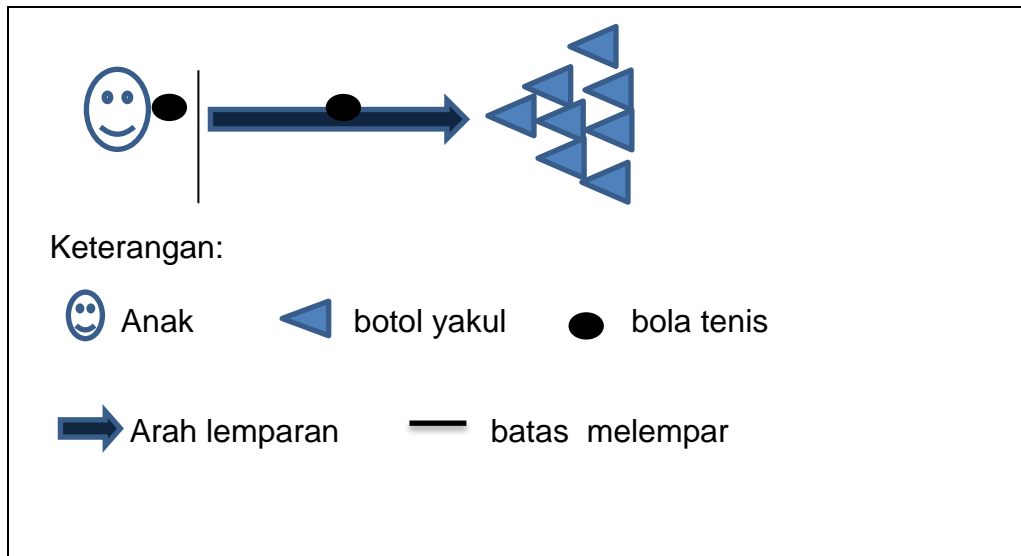 Keterangan:
Anak botol yakul bola tenis
Arah lemparan batas melempar